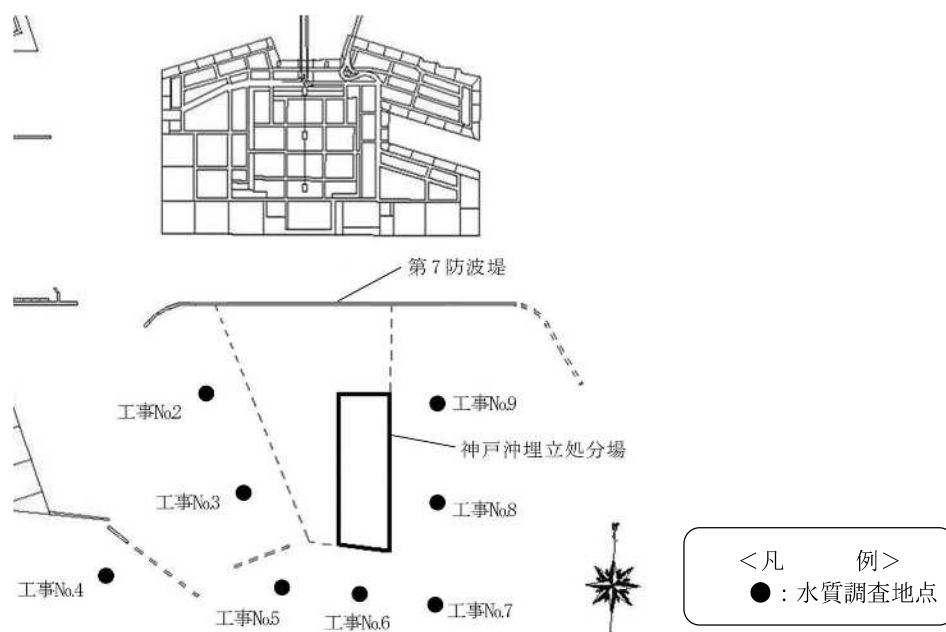 第7防波堤
工事No.2
工事No.9
神戸沖埋立処分場
工事No.3
工事No.8
工事No.4
工事No.5
工事No.6
工事No.7
<凡 例>
●：水質調査地点